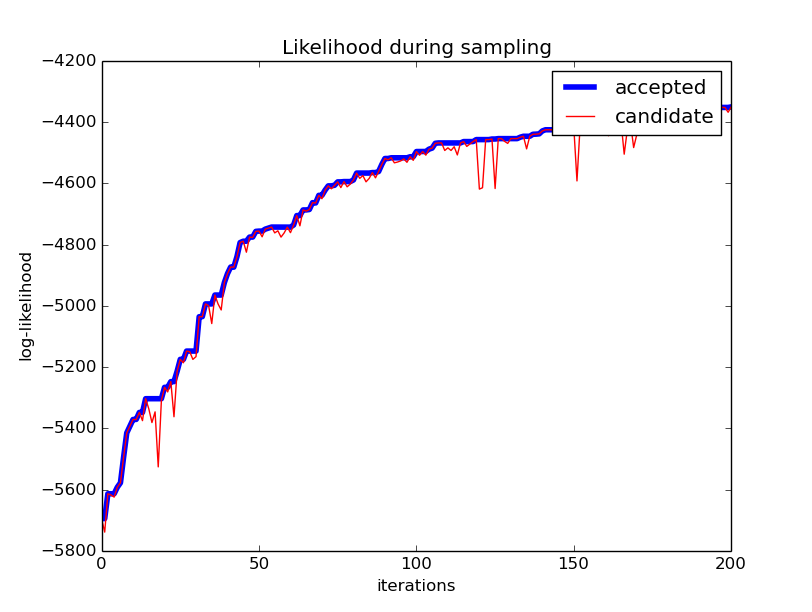 Likelihood during sampling
−4200
−4400
−4600
−4800
−5000
−5200
−5400
−5600
−5800
log-likelihood
accepted
candidate
0 50 100 150 200
iterations